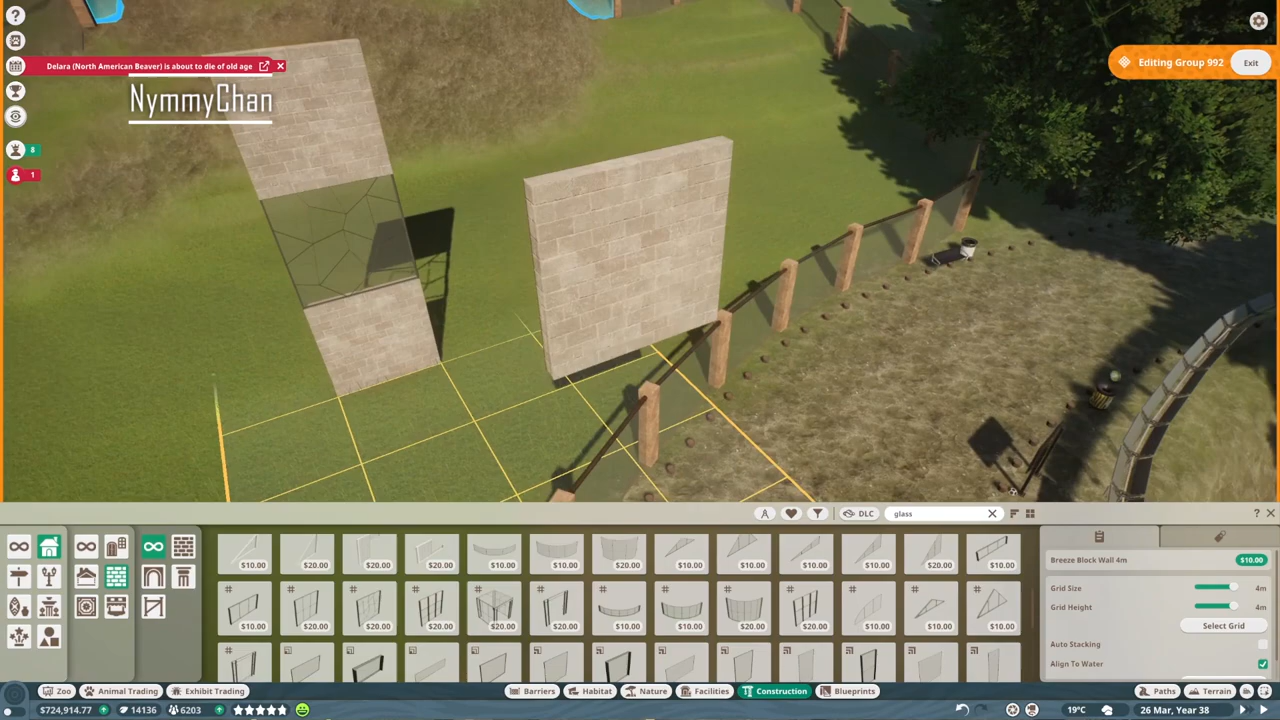 Delara (North American Beaver) is about to die of old age
NymmyChan
Editing Group 992
Exit
8
1
DLC
glass
$10.00 $20.00 $20.00 $20.00 $10.00 $10.00 $20.00 $10.00 $10.00 $10.00 $10.00 $20.00 $10.00
$10.00 $20.00 $20.00 $20.00 $20.00 $20.00 $10.00 $10.00 $20.00 $20.00 $10.00 $10.00 $10.00
Breeze Block Wall 4m
$10.00
Grid Size
4m
Grid Height
4m
Select Grid
Auto Stacking
Align To Water
Zoo
Animal Trading
Exhibit Trading
Barriers
Habitat
Nature
Facilities
Construction
Blueprints
Paths
Terrain
$724,914.77
14136
6203
19°C
26 Mar, Year 38